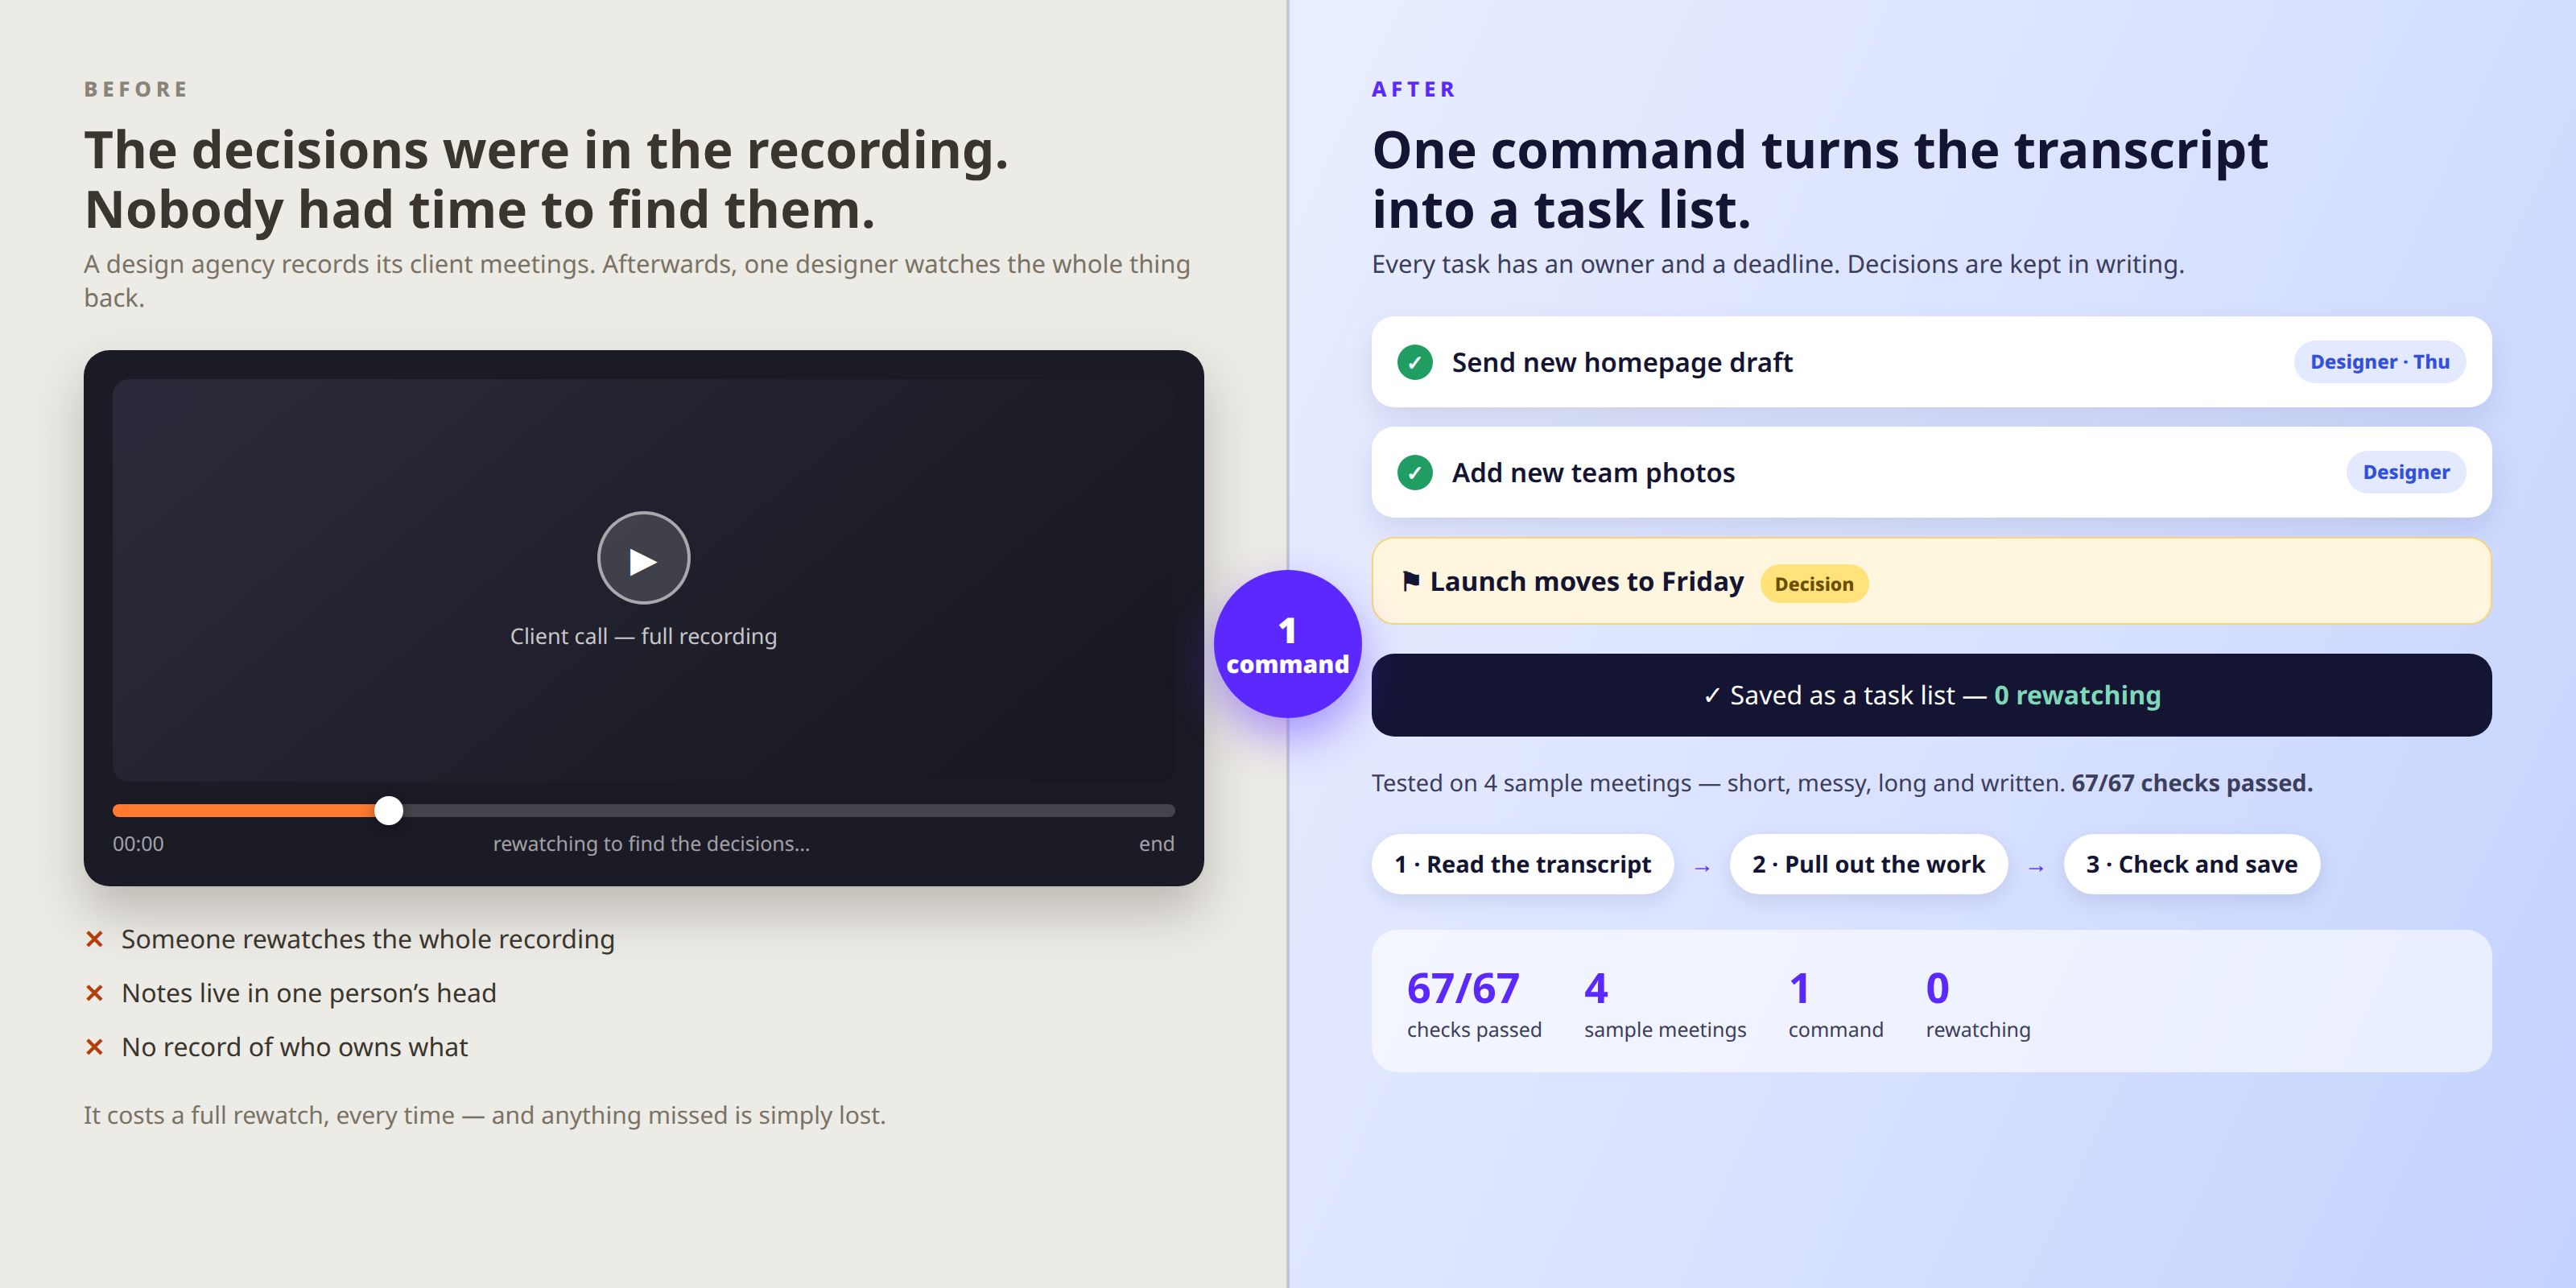 BEFORE
The decisions were in the recording.
Nobody had time to find them.
A design agency records its client meetings. Afterwards, one designer watches the whole thing
back.
Client call — full recording
00:00
rewatching to find the decisions...
end
✕ Someone rewatches the whole recording
✕ Notes live in one person’s head
✕ No record of who owns what
It costs a full rewatch, every time — and anything missed is simply lost.
1
command
AFTER
One command turns the transcript
into a task list.
Every task has an owner and a deadline. Decisions are kept in writing.
✓ Send new homepage draft
Designer · Thu
✓ Add new team photos
Designer
⚑ Launch moves to Friday Decision
✓ Saved as a task list — 0 rewatching
Tested on 4 sample meetings — short, messy, long and written. 67/67 checks passed.
1 · Read the transcript → 2 · Pull out the work → 3 · Check and save
67/67
checks passed
4
sample meetings
1
command
0
rewatching